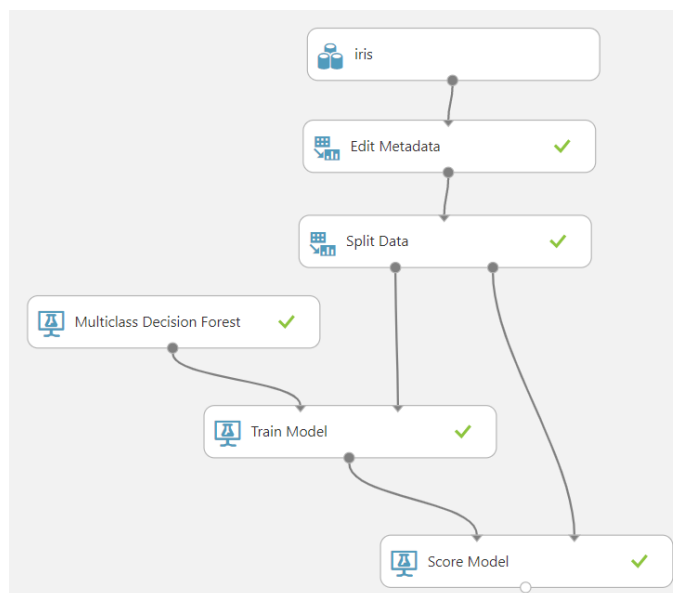 iris
Edit Metadata
Split Data
Multiclass Decision Forest
Train Model
Score Model